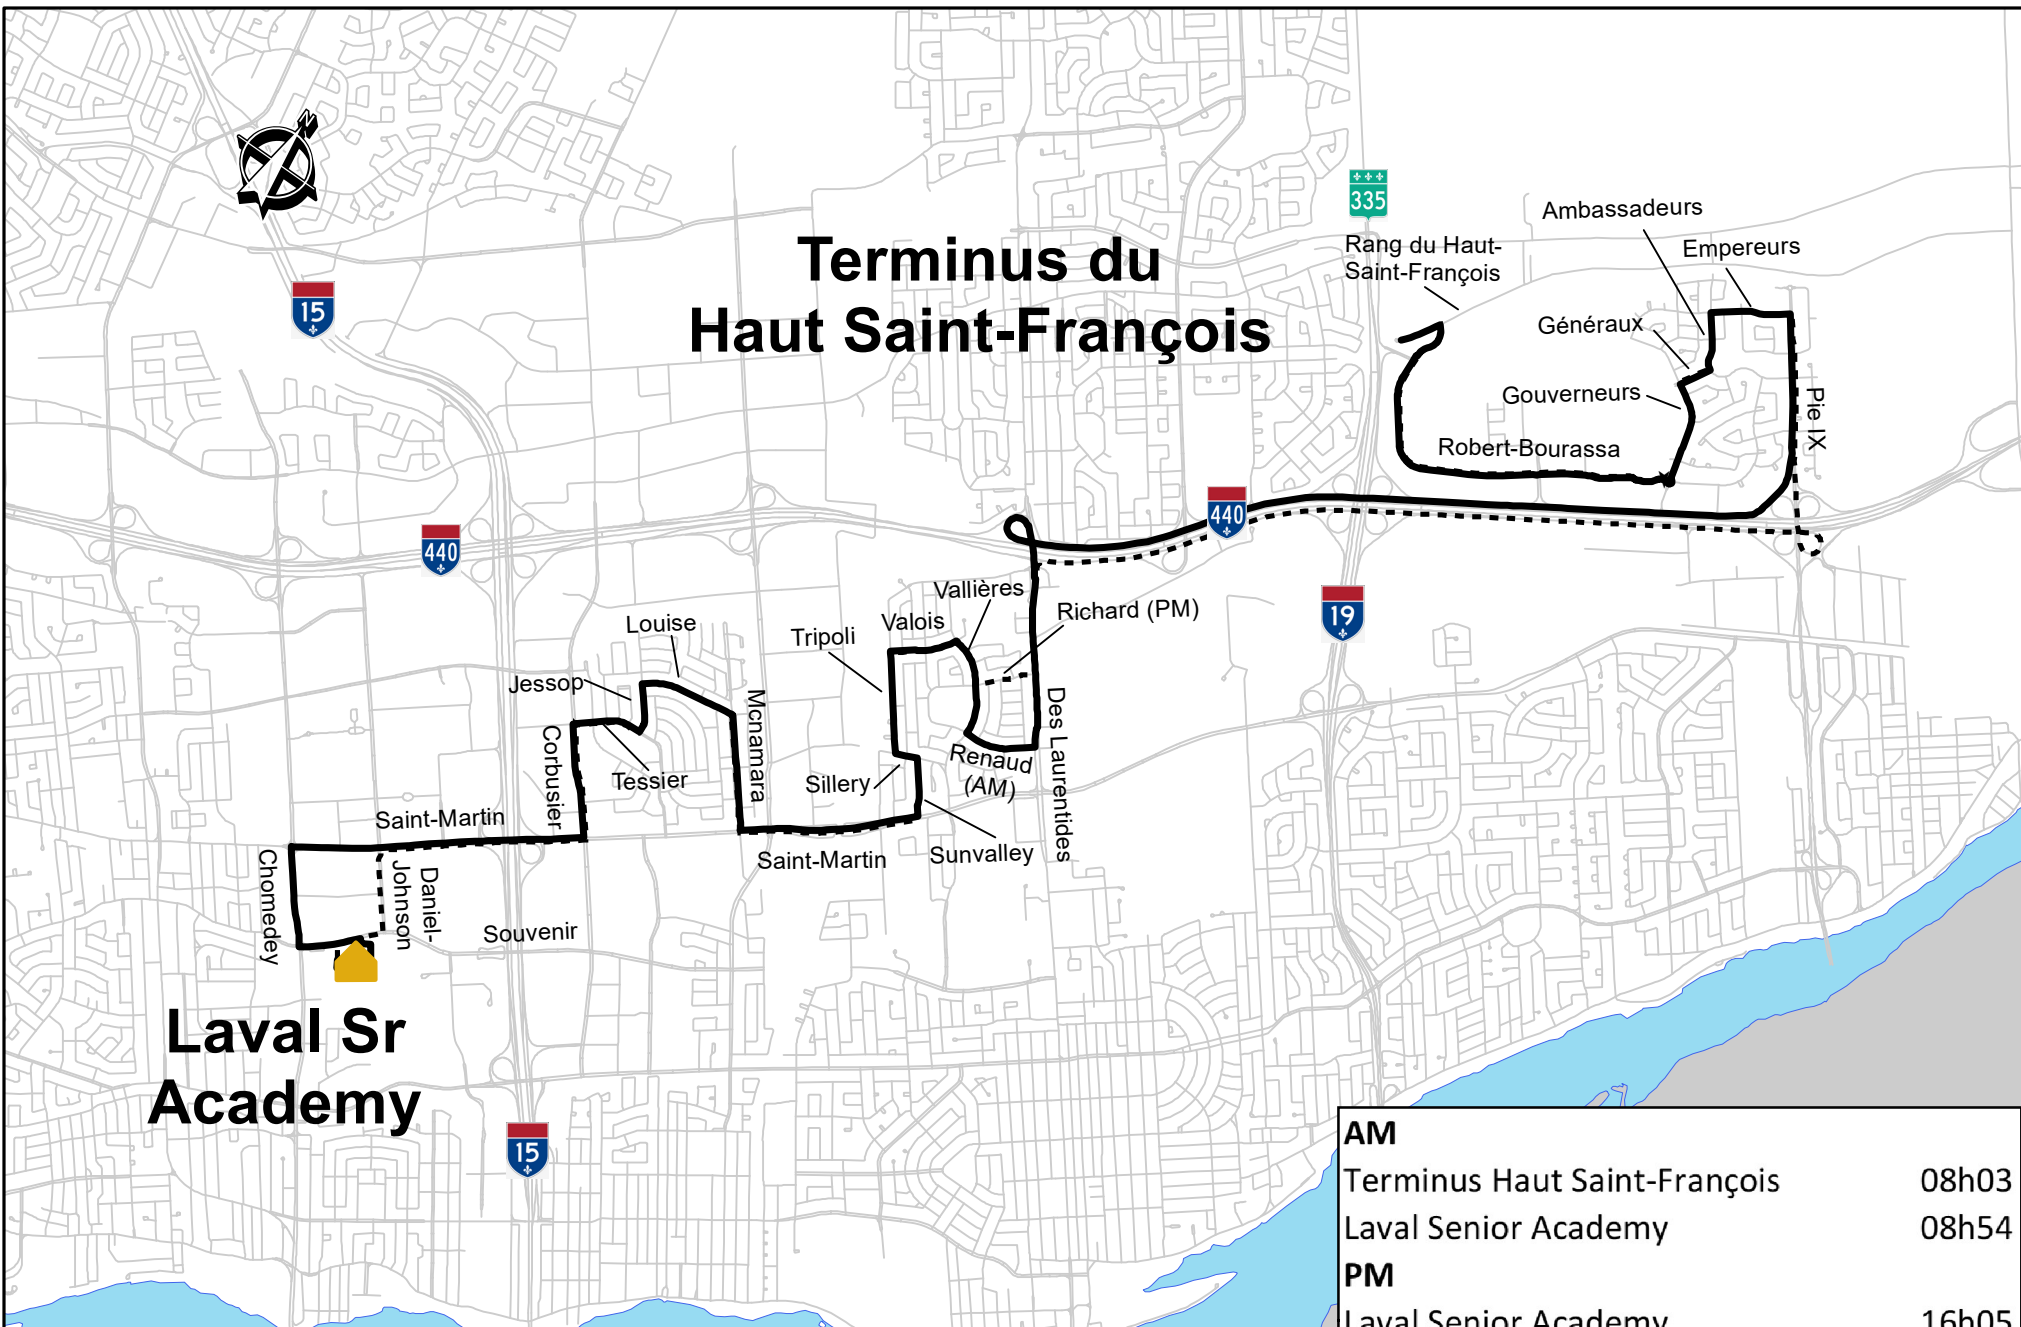 N
335
Ambassadeurs
Rang du Haut-
Saint-François
Empereurs
Terminus du
Haut Saint-François
15
Généraux
Gouverneurs
Pie IX
Robert-Bourassa
440
440
Vallières
Richard (PM)
19
Louise
Valois
Tripoli
Jessop
Mcnamara
Des Laurentides
Corbusier
Renaud
(AM)
Tessier
Sillery
Saint-Martin
Saint-Martin
Sunvalley
Chomedey
Daniel-
Johnson
Souvenir
Laval Sr
Academy
15
AM
Terminus Haut Saint-François 08h03
Laval Senior Academy 08h54
PM
Laval Senior Academy 16h05